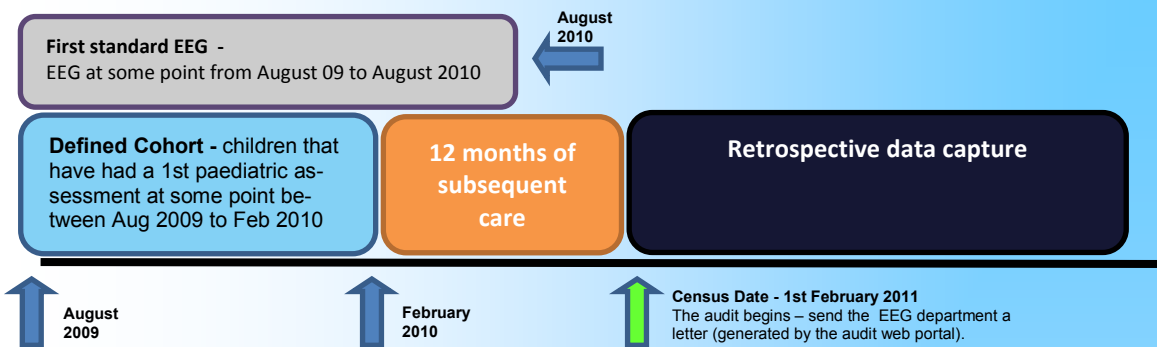 First standard EEG -
EEG at some point from August 09 to August 2010
August
2010
Defined Cohort - children that
have had a 1st paediatric as-
sessment at some point be-
tween Aug 2009 to Feb 2010
12 months of
subsequent
care
Retrospective data capture
August
2009
February
2010
Census Date - 1st February 2011
The audit begins – send the EEG department a
letter (generated by the audit web portal).